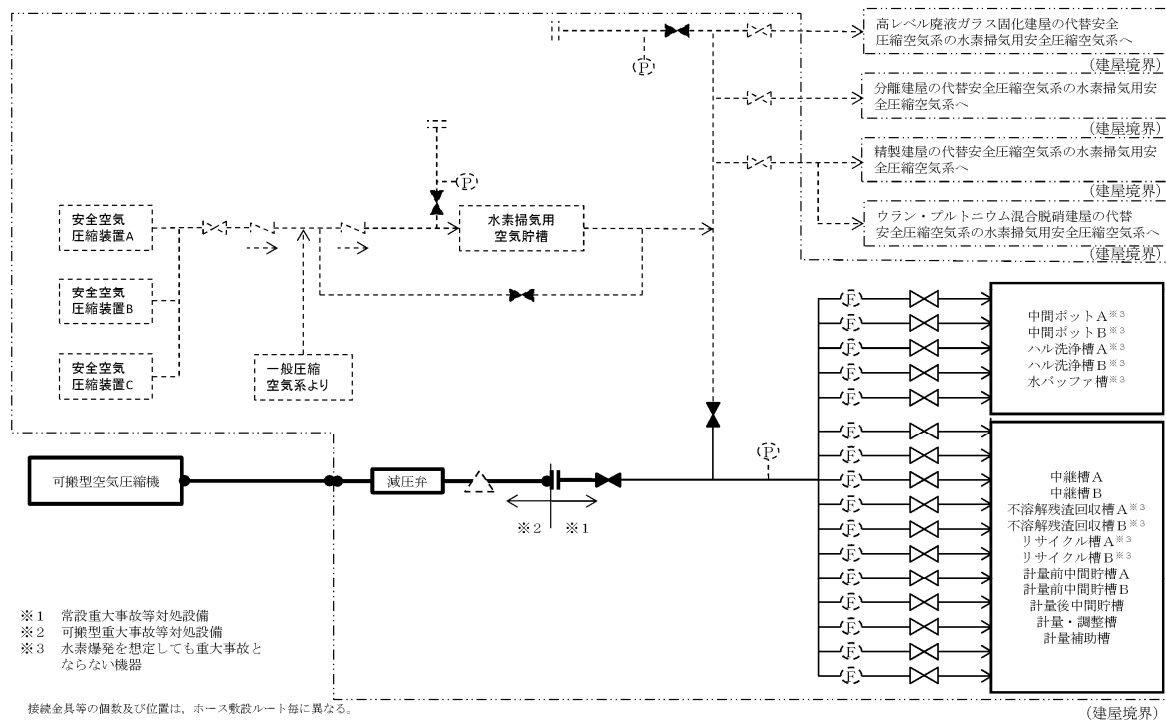 高レベル廃液ガラス固化建屋の代替安全
圧縮空気系の水素掃気用安全圧縮空気系へ
(建屋境界)
P
分離建屋の代替安全圧縮空気系の水素掃気用安
全圧縮空気系へ
(建屋境界)
精製建屋の代替安全圧縮空気系の水素掃気用安
全圧縮空気系へ
(建屋境界)
P
ウラン・プルトニウム混合脱硝建屋の代替
安全圧縮空気系の水素掃気用安全圧縮空気系へ
(建屋境界)
安全空気
圧縮装置A
水素掃気用
空気貯槽
安全空気
圧縮装置B
安全空気
圧縮装置C
一般圧縮
空気系より
F
F
F
F
F
中間ポットA※3
中間ポットB※3
ハル洗浄槽A※3
ハル洗浄槽B※3
水バッファ槽※3
可搬型空気圧縮機
減圧弁
※2
※1
P
F
F
F
F
F
F
F
F
F
F
F
中継槽A
中継槽B
不溶解残渣回収槽A※3
不溶解残渣回収槽B※3
リサイクル槽A※3
リサイクル槽B※3
計量前中間貯槽A
計量前中間貯槽B
計量後中間貯槽
計量・調整槽
計量補助槽
※1 常設重大事故等対処設備
※2 可搬型重大事故等対処設備
※3 水素爆発を想定しても重大事故と
ならない機器
接続金具等の個数及び位置は，ホース敷設ルート毎に異なる。
(建屋境界)